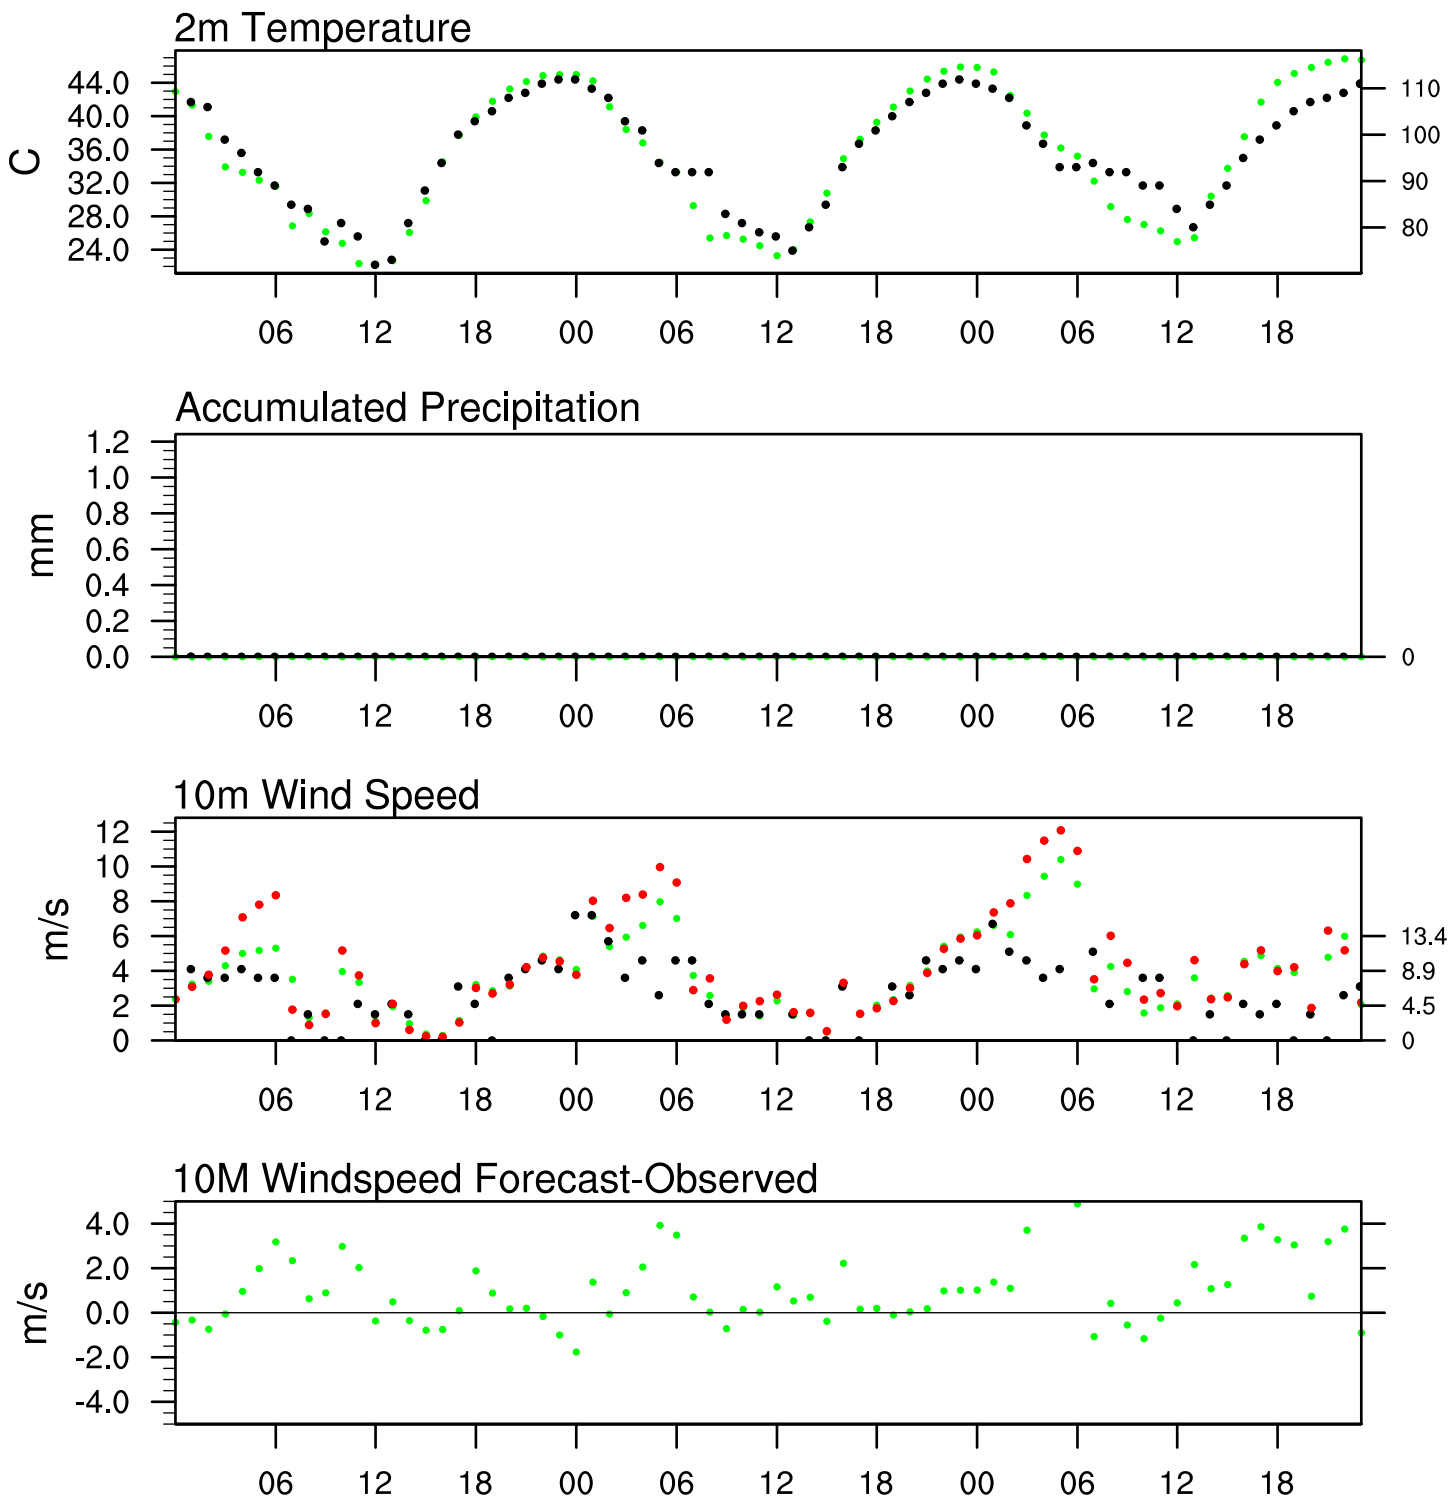 2m Temperature
44.0
40.0
36.0
32.0
28.0
24.0
C
110
100
90
80
06 12 18 00 06 12 18 00 06 12 18
Accumulated Precipitation
1.2
1.0
0.8
0.6
0.4
0.2
0.0
mm
0
06 12 18 00 06 12 18 00 06 12 18
10m Wind Speed
12
10
8
6
4
2
0
m/s
13.4
8.9
4.5
0
06 12 18 00 06 12 18 00 06 12 18
10M Windspeed Forecast-Observed
4.0
2.0
0.0
-2.0
-4.0
m/s
06 12 18 00 06 12 18 00 06 12 18